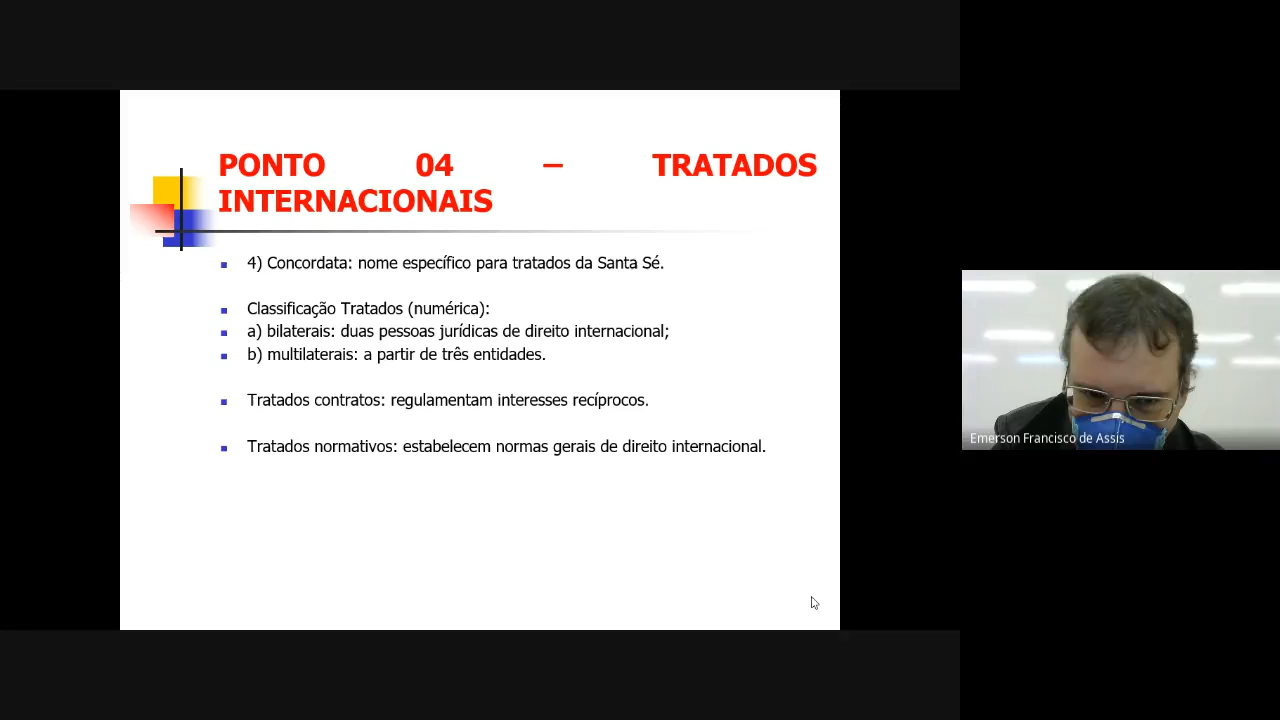 PONTO 04 – TRATADOS
INTERNACIONAIS
4) Concordata: nome específico para tratados da Santa Sé.
Classificação Tratados (numérica):
a) bilaterais: duas pessoas jurídicas de direito internacional;
b) multilaterais: a partir de três entidades.
Tratados contratos: regulamentam interesses recíprocos.
Tratados normativos: estabelecem normas gerais de direito internacional.
Emerson Francisco de Assis